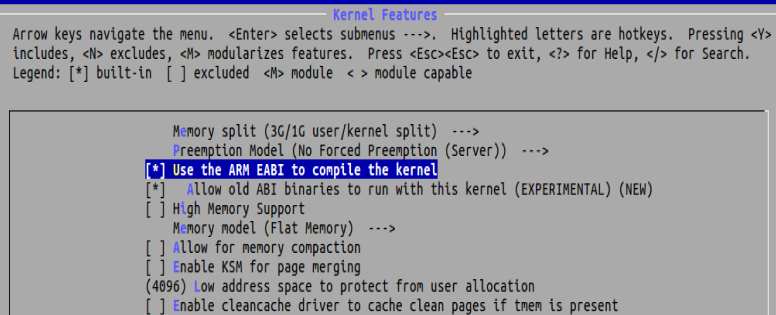 Kernel Features
Arrow keys navigate the menu.  <Enter> selects submenus --->.  Highlighted letters are hotkeys.  Pressing <Y>
includes, <N> excludes, <M> modularizes features.  Press <Esc><Esc> to exit, <?> for Help, </> for Search.
Legend: [*] built-in  [ ] excluded  <M> module  < > module capable
Memory split (3G/1G user/kernel split)  --->
Preemption Model (No Forced Preemption (Server))  --->
[*] Use the ARM EABI to compile the kernel
[*]   Allow old ABI binaries to run with this kernel (EXPERIMENTAL) (NEW)
[ ] High Memory Support
Memory model (Flat Memory)  --->
[ ] Allow for memory compaction
[ ] Enable KSM for page merging
(4096) Low address space to protect from user allocation
[ ] Enable cleancache driver to cache clean pages if tmem is present